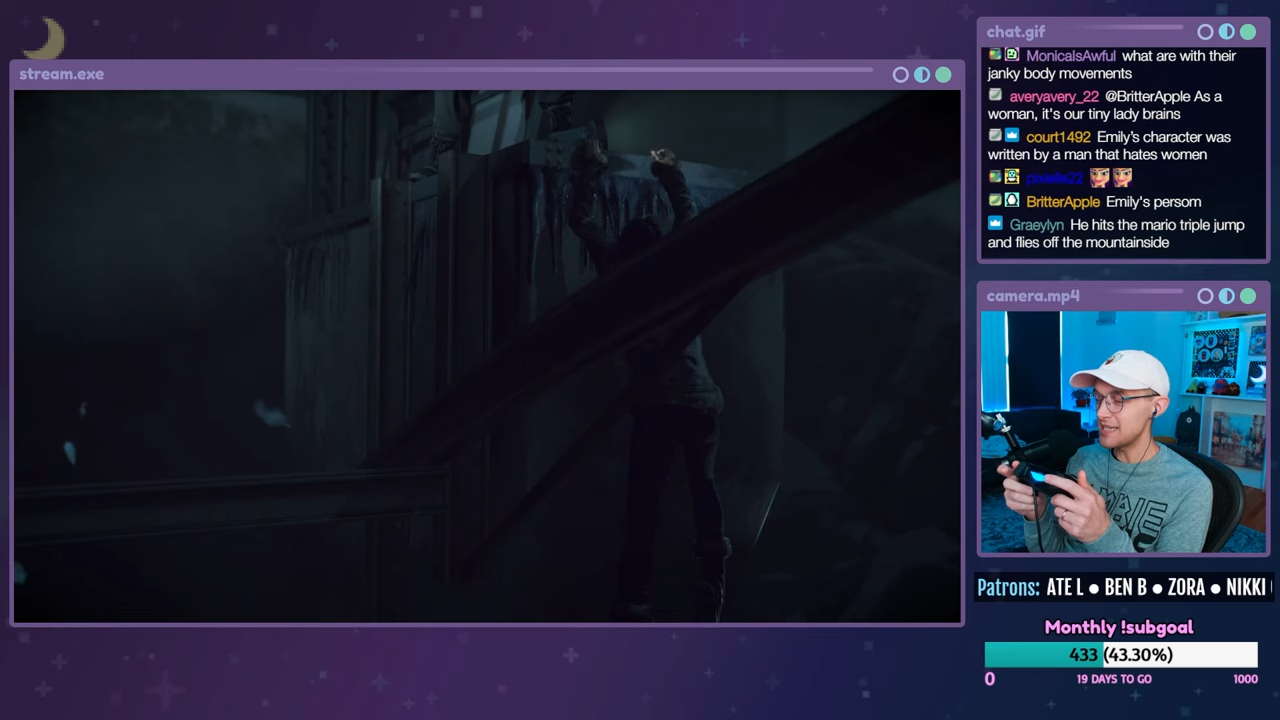 stream.exe
chat.gif
MonicaIsAwful what are with their
janky body movements
averyavery_22 @BritterApple As a
woman, it's our tiny lady brains
court1492 Emily's character was
written by a man that hates women
BritterApple Emily's persom
Graeylyn He hits the mario triple jump
and flies off the mountainside
camera.mp4
Patrons: ATE L ● BEN B ● ZORA ● NIKKI
Monthly !subgoal
433 (43.30%)
0 19 DAYS TO GO 1000